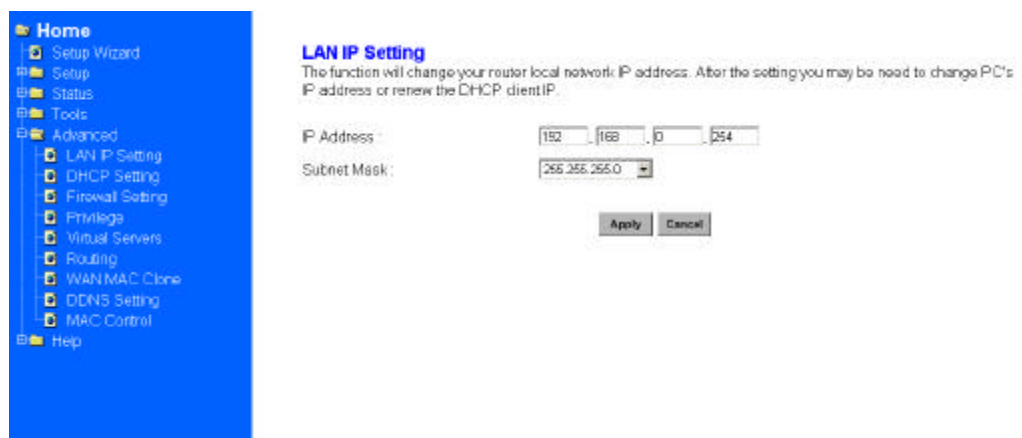 Home
Setup Wizard
Setup
Status
Tools
Advanced
LAN IP Setting
DHCP Setting
Firewall Setting
Privilege
Virtual Servers
Routing
WAN MAC Clone
DDNS Setting
MAC Control
Help
LAN IP Setting
The function will change your router local network IP address. After the setting you may be need to change PC's
IP address or renew the DHCP client IP.
IP Address : 192 . 168 . 0 . 254
Subnet Mask : 255.255.255.0
Apply Cancel